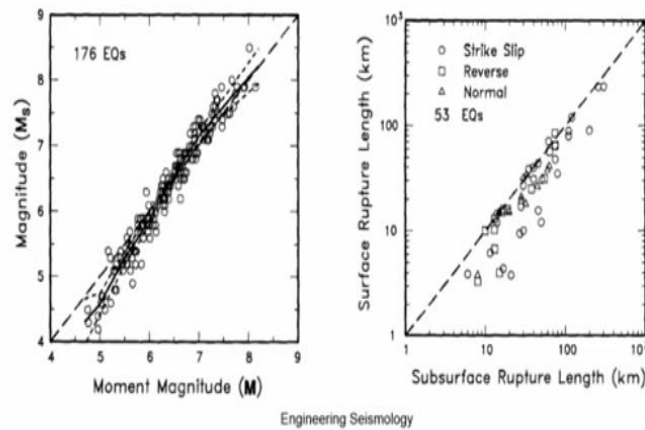 176 EQs
Magnitude (Ms)
9
8
7
6
5
4
4 5 6 7 8 9
Moment Magnitude (M)
Strike Slip
Reverse
Normal
53 EQs
Surface Rupture Length (km)
10³
100
10
1
1 10 100 10³
Subsurface Rupture Length (km)
Engineering Seismology